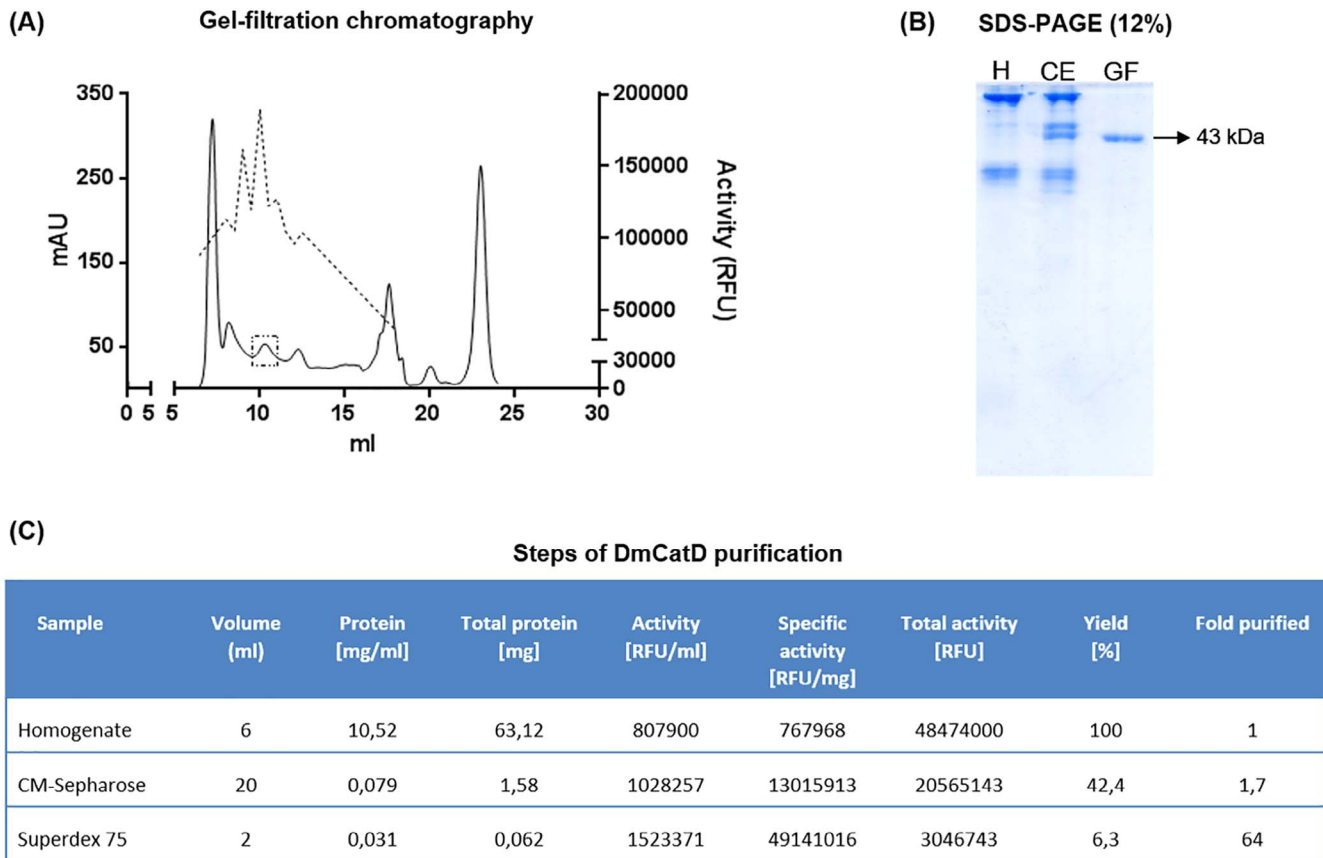 (A)
Gel-filtration chromatography
350
250
150
50
mAU
200000
150000
100000
50000
30000
0
Activity (RFU)
0 5 5 10 15 20 25 30
ml
(B)
SDS-PAGE (12%)
H CE GF
43 kDa
(C)
Steps of DmCatD purification
Sample Volume Protein Total protein Activity Specific Total activity Yield Fold purified
(ml) [mg/ml] [mg] [RFU/ml] activity [RFU] [%]
[RFU/mg]
Homogenate 6 10,52 63,12 807900 767968 48474000 100 1
CM-Sepharose 20 0,079 1,58 1028257 13015913 20565143 42,4 1,7
Superdex 75 2 0,031 0,062 1523371 49141016 3046743 6,3 64